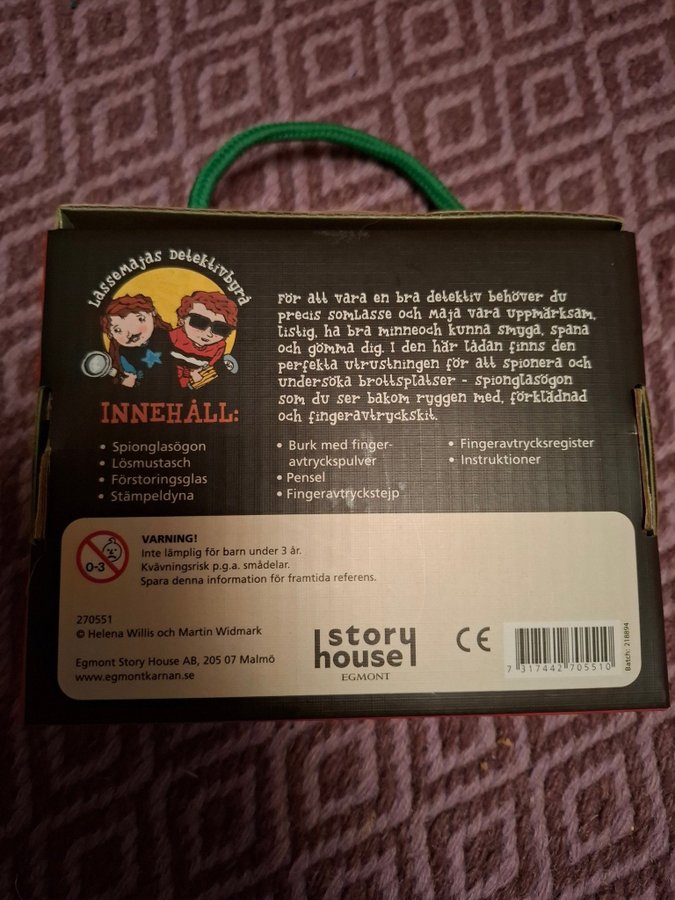 LasseMajas Detektivbyrå
För att vara en bra detektiv behöver du
precis somLasse och Maja vara uppmärksam,
listig, ha bra minneoch kunna smyga, spana
och gömma dig. I den här lådan finns den
perfekta utrustningen för att spionera och
undersöka brottsplatser - spionglasögon
som du ser bakom ryggen med, förklädnad
och fingeravtryckskit.
INNEHÅLL:
• Spionglasögon
• Lösmustasch
• Förstoringsglas
• Stämpeldyna
• Burk med finger-
avtryckspulver
• Pensel
• Fingeravtryckstejp
• Fingeravtrycksregister
• Instruktioner
0-3
VARNING!
Inte lämplig för barn under 3 år.
Kvävningsrisk p.g.a. smådelar.
Spara denna information för framtida referens.
270551
© Helena Willis och Martin Widmark
Egmont Story House AB, 205 07 Malmö
www.egmontkarnan.se
story
house
EGMONT
CE
7 317442 705510
Batch: 218894